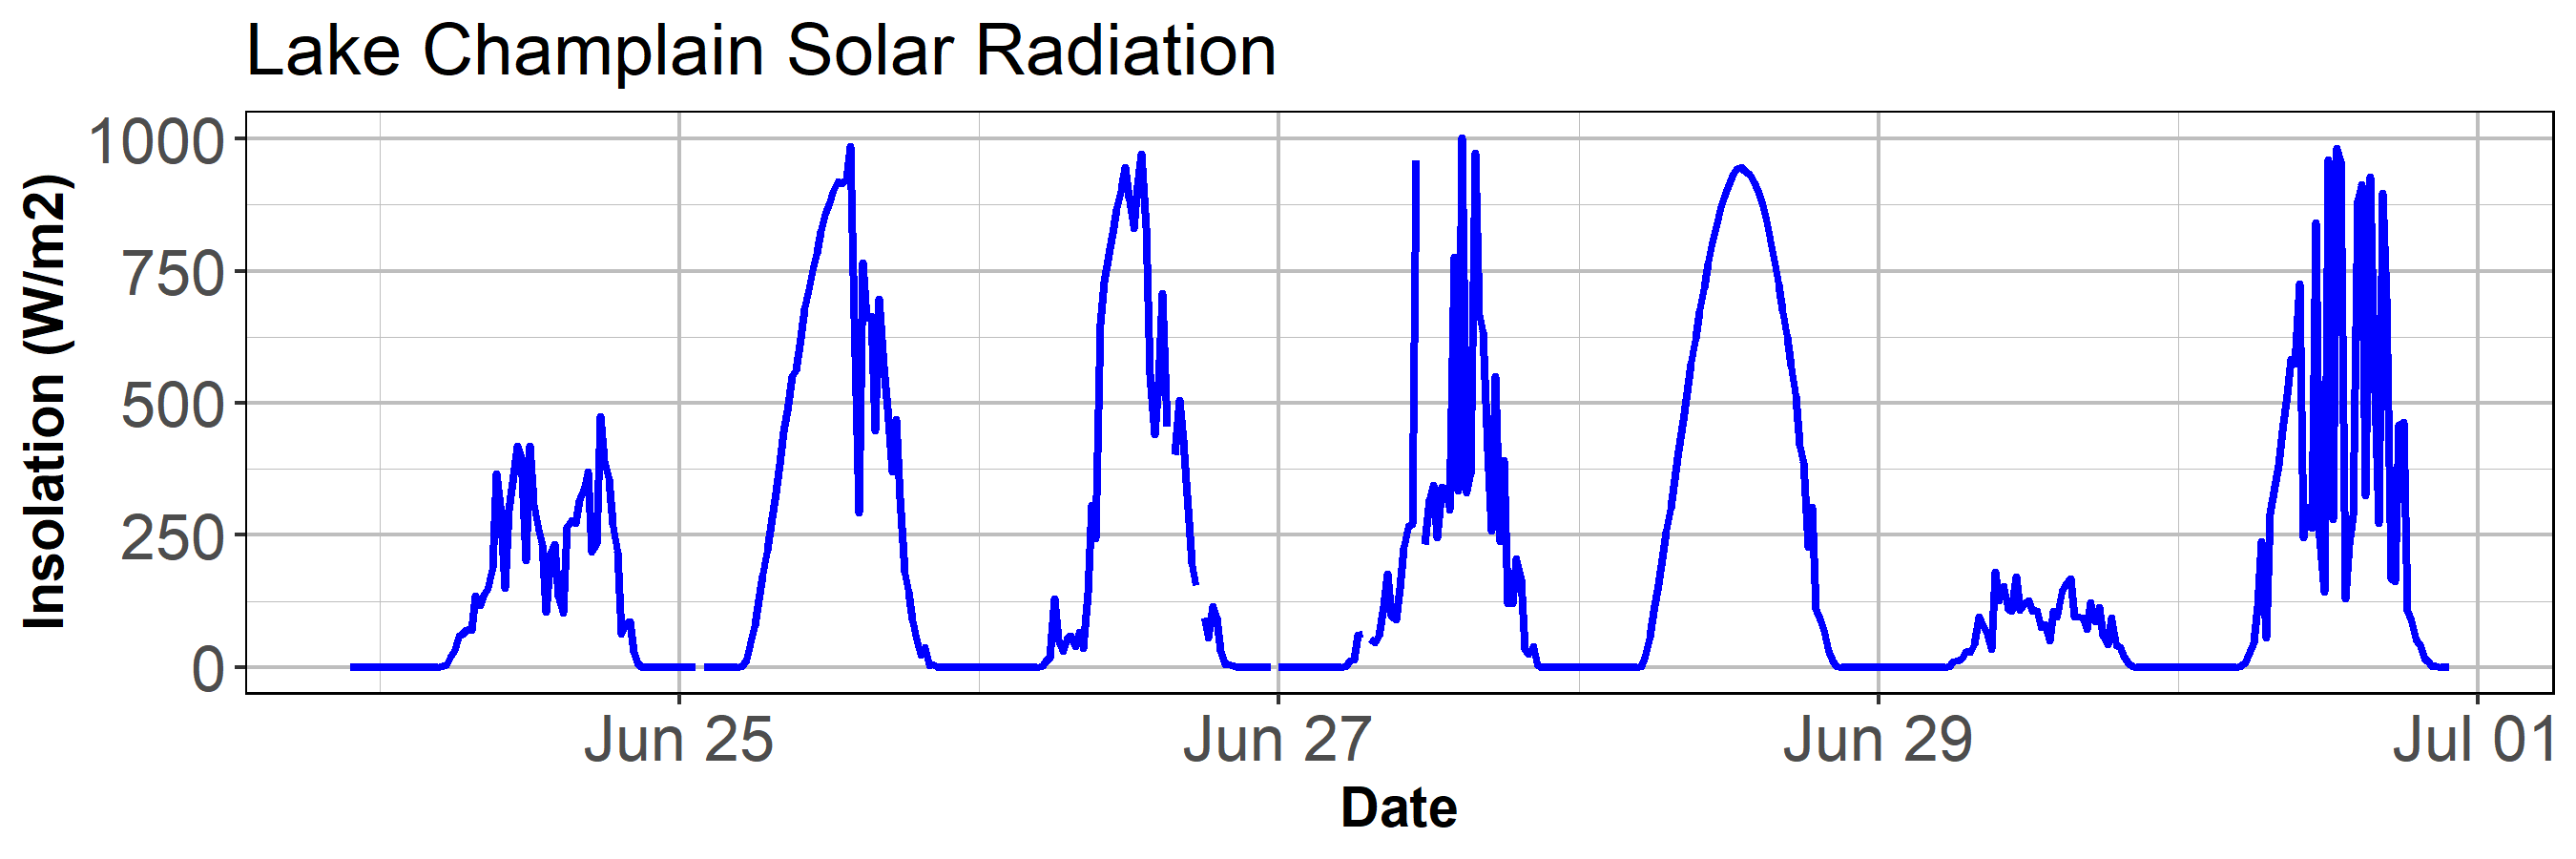 Lake Champlain Solar Radiation
1000
750
500
250
0
Insolation (W/m2)
Jun 25 Jun 27 Jun 29 Jul 01
Date